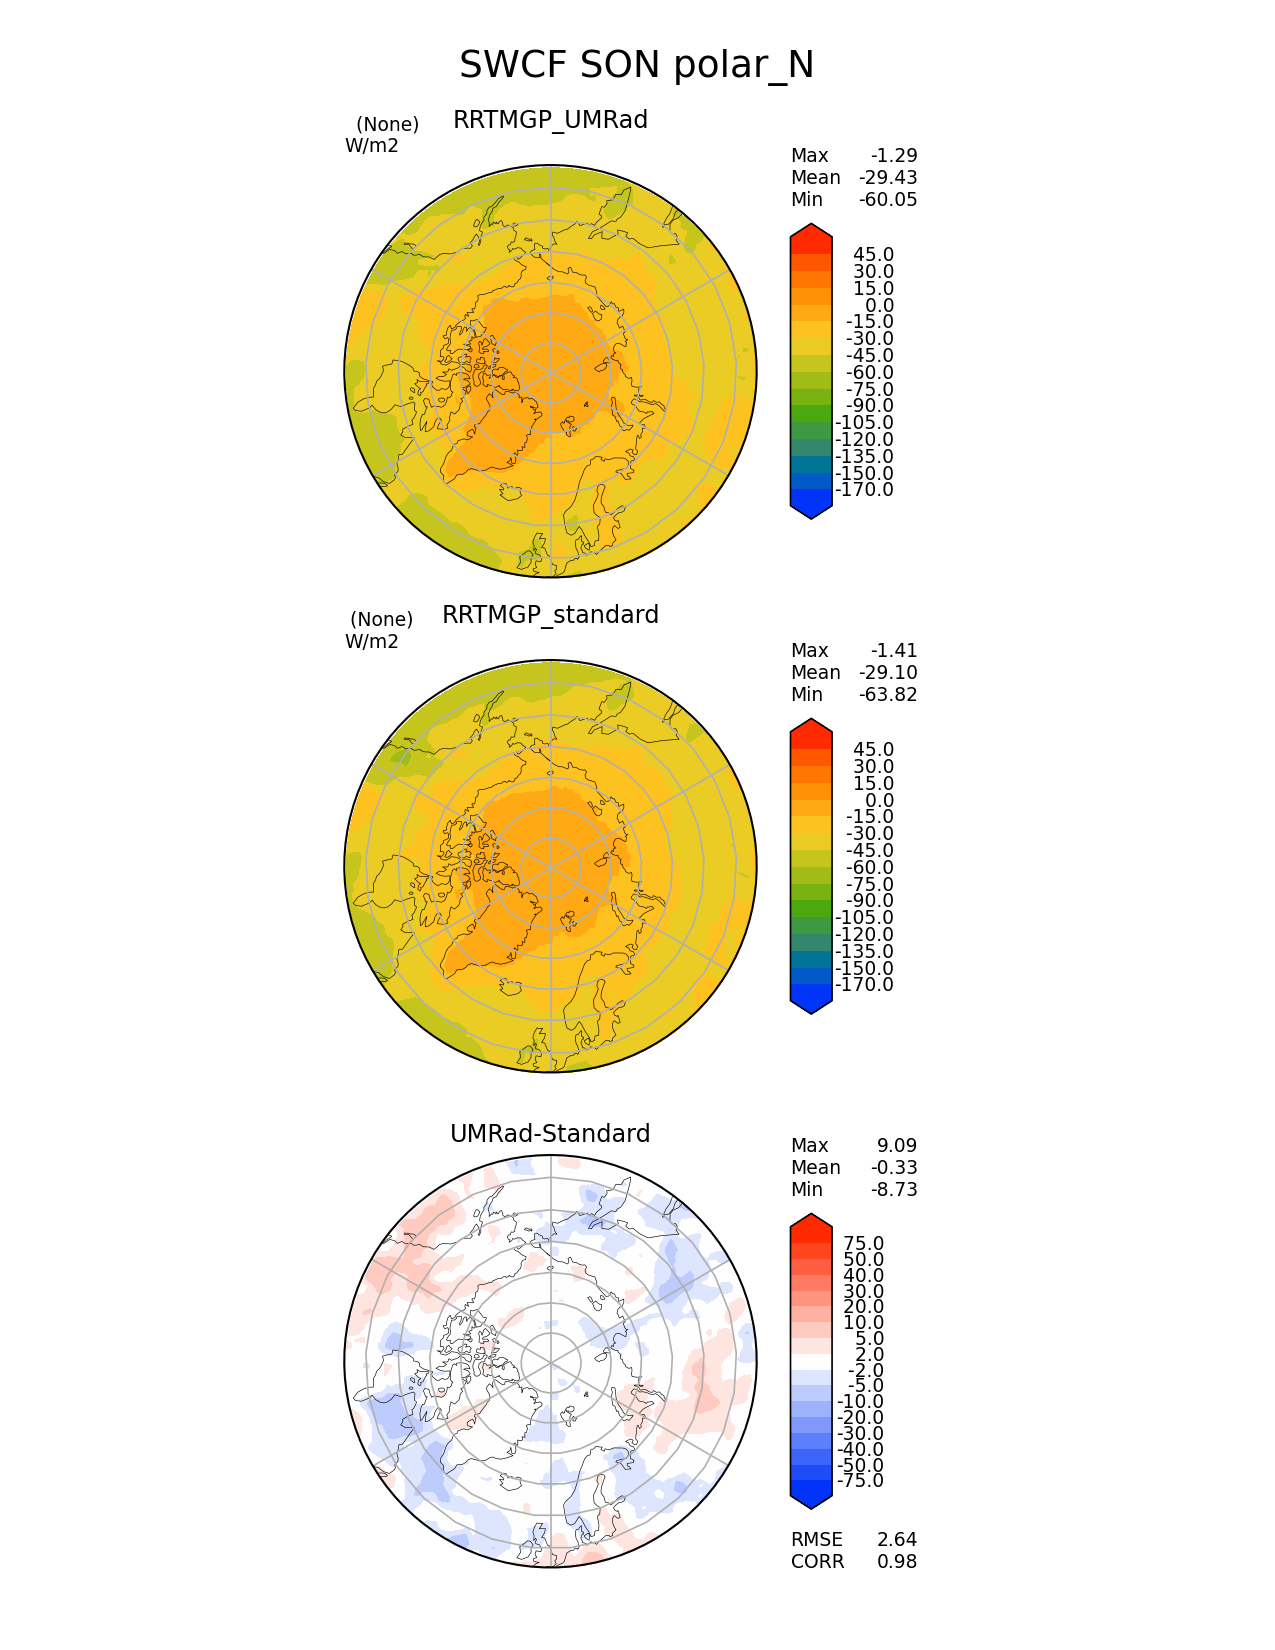 SWCF SON polar_N
(None) RRTMGP_UMRad
W/m2
Max -1.29
Mean -29.43
Min -60.05
45.0
30.0
15.0
0.0
-15.0
-30.0
-45.0
-60.0
-75.0
-90.0
-105.0
-120.0
-135.0
-150.0
-170.0
(None) RRTMGP_standard
W/m2
Max -1.41
Mean -29.10
Min -63.82
45.0
30.0
15.0
0.0
-15.0
-30.0
-45.0
-60.0
-75.0
-90.0
-105.0
-120.0
-135.0
-150.0
-170.0
UMRad-Standard
Max 9.09
Mean -0.33
Min -8.73
75.0
50.0
40.0
30.0
20.0
10.0
5.0
2.0
-2.0
-5.0
-10.0
-20.0
-30.0
-40.0
-50.0
-75.0
RMSE 2.64
CORR 0.98